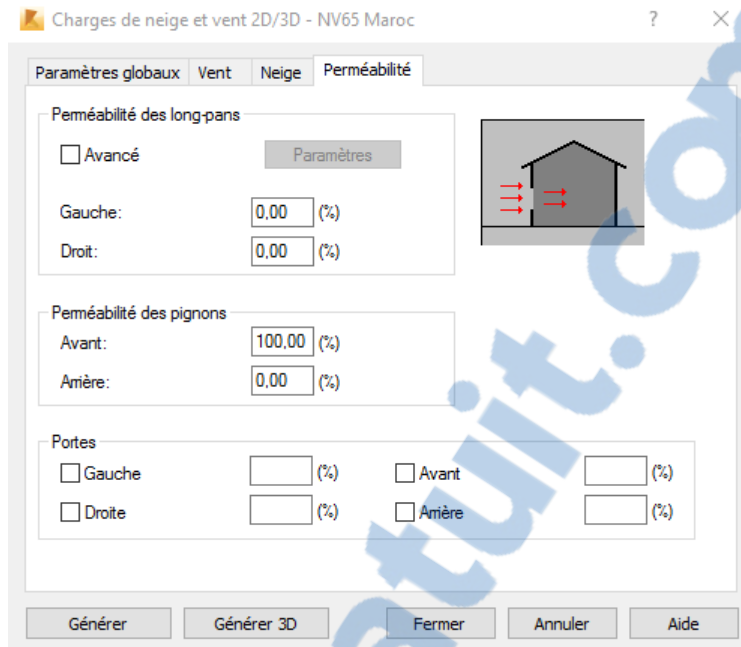 Charges de neige et vent 2D/3D - NV65 Maroc ?
Paramètres globaux Vent Neige Perméabilité
Perméabilité des long-pans
Avancé Paramètres
Gauche: 0,00 (%)
Droit: 0,00 (%)
Perméabilité des pignons
Avant: 100,00 (%)
Arrière: 0,00 (%)
Portes
Gauche (%) Avant (%)
Droite (%) Arrière (%)
Générer Générer 3D Fermer Annuler Aide
atuit.com